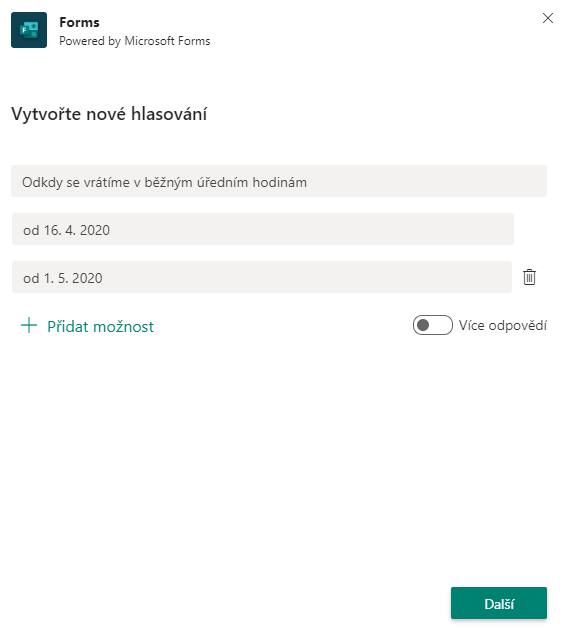 Forms
Powered by Microsoft Forms
Vytvořte nové hlasování
Odkdy se vrátíme v běžným úředním hodinám
od 16. 4. 2020
od 1. 5. 2020
Přidat možnost
Více odpovědí
Další